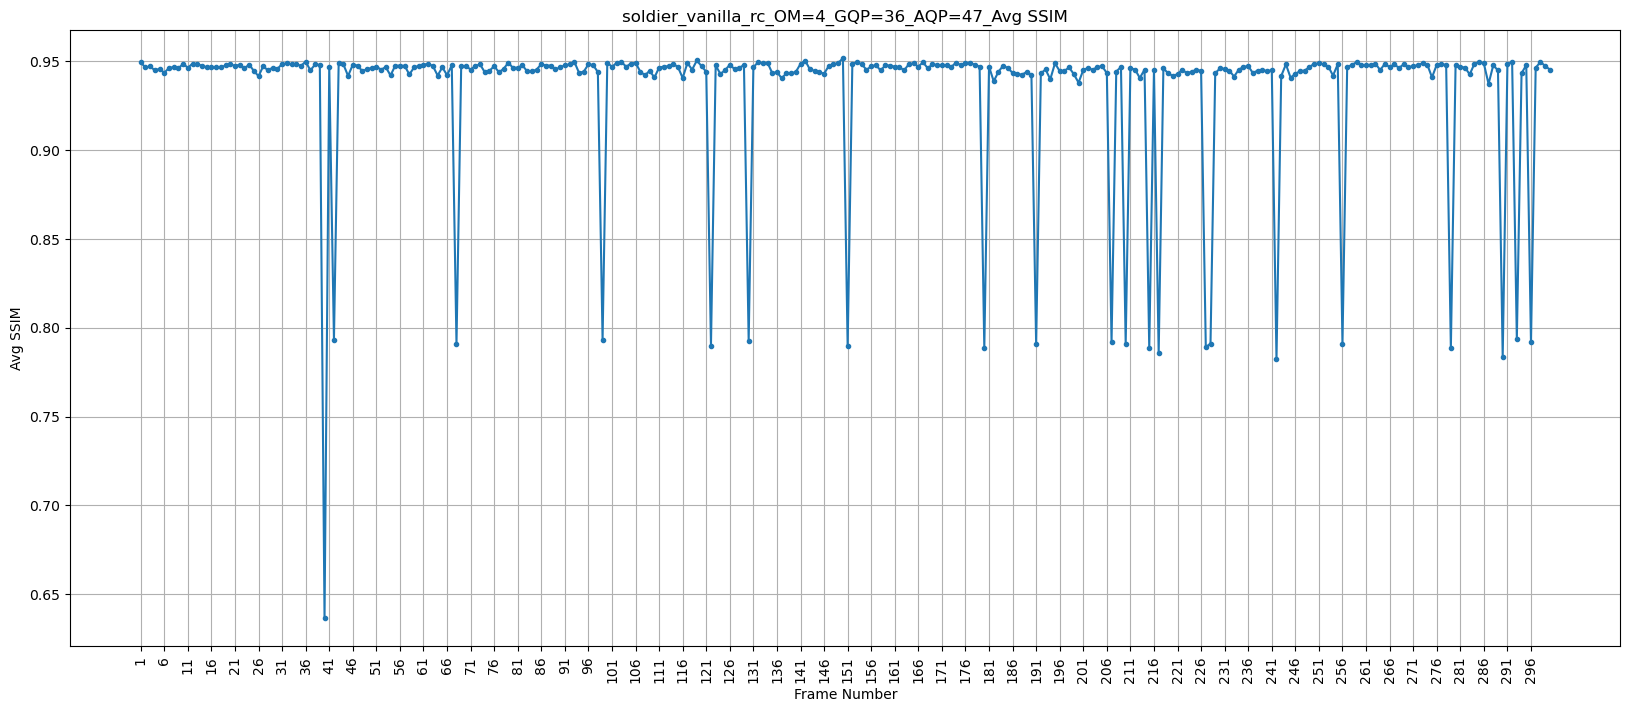 soldier_vanilla_rc_OM=4_GQP=36_AQP=47_Avg SSIM
0.95
0.90
0.85
0.80
0.75
0.70
0.65
Avg SSIM
1 6 11 16 21 26 31 36 41 46 51 56 61 66 71 76 81 86 91 96 101 106 111 116 121 126 131 136 141 146 151 156 161 166 171 176 181 186 191 196 201 206 211 216 221 226 231 236 241 246 251 256 261 266 271 276 281 286 291 296
Frame Number